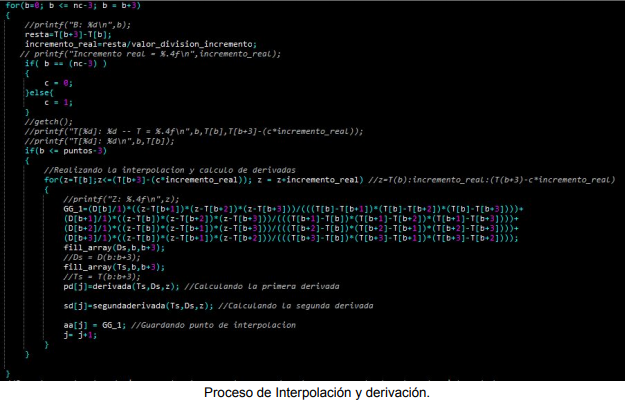 for(b=0; b <= nc-3; b = b+3)
{
//printf("B: %d\n",b);
resta=T[b+3]-T[b];
incremento_real=resta/valor_division_incremento;
// printf("Incremento real = %.4f\n",incremento_real);
if( b == (nc-3) )
{
c = 0;
}else{
c = 1;
}
//getch();
//printf("T[%d]: %d -- T = %.4f\n",b,T[b],T[b+3]-(c*incremento_real));
//printf("T[%d]: %d\n",b,T[b]);
if(b <= puntos-3)
{
//Realizando la interpolacion y calculo de derivadas
for(z=T[b];z<=(T[b+3]-(c*incremento_real)); z = z+incremento_real) //z=T(b):incremento_real:(T(b+3)-c*incremento_real)
{
//printf("Z: %.4f\n",z);
GG_1=(D[b]/1)*((z-T[b+1])*(z-T[b+2])*(z-T[b+3]))/(((T[b]-T[b+1])*(T[b]-T[b+2])*(T[b]-T[b+3])))+
(D[b+1]/1)*((z-T[b])*(z-T[b+2])*(z-T[b+3]))/(((T[b+1]-T[b])*(T[b+1]-T[b+2])*(T[b+1]-T[b+3])))+
(D[b+2]/1)*((z-T[b])*(z-T[b+1])*(z-T[b+3]))/(((T[b+2]-T[b])*(T[b+2]-T[b+1])*(T[b+2]-T[b+3])))+
(D[b+3]/1)*((z-T[b])*(z-T[b+1])*(z-T[b+2]))/(((T[b+3]-T[b])*(T[b+3]-T[b+1])*(T[b+3]-T[b+2])));
fill_array(Ds,b,b+3);
//Ds = D(b:b+3);
fill_array(Ts,b,b+3);
//Ts = T(b:b+3);
pd[j]=derivada(Ts,Ds,z); //Calculando la primera derivada
sd[j]=segundaderivada(Ts,Ds,z); //Calculando la segunda derivada
aa[j] = GG_1; //Guardando punto de interpolacion
j= j+1;
}
}
}
Proceso de Interpolación y derivación.